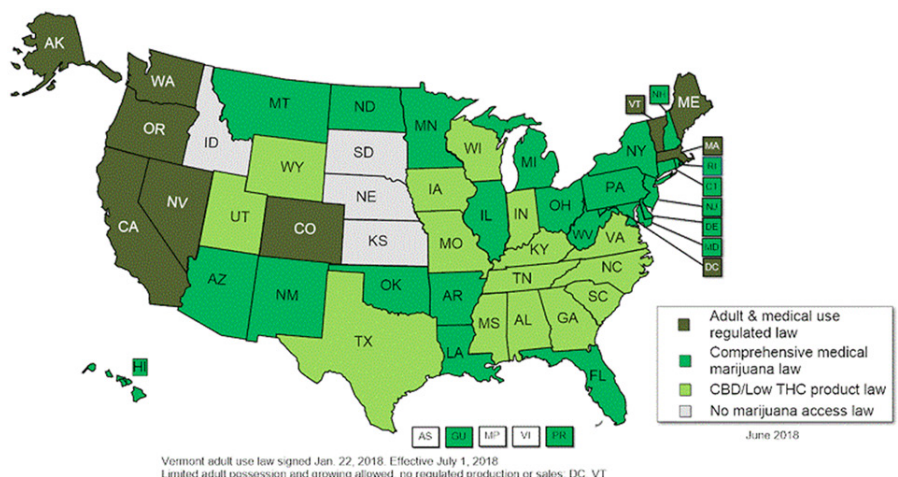 AK
WA
OR
CA
NV
ID
MT
WY
UT
CO
AZ
NM
ND
SD
NE
KS
OK
TX
MN
IA
MO
AR
LA
WI
IL
MI
IN
OH
KY
TN
MS
AL
GA
FL
SC
NC
VA
WV
PA
NY
VT
NH
ME
MA
RI
CT
NJ
DE
MD
DC
HI
AS
GU
MP
VI
PR
Adult & medical use
regulated law
Comprehensive medical
marijuana law
CBD/Low THC product law
No marijuana access law
June 2018
Vermont adult use law signed Jan. 22, 2018. Effective July 1, 2018
Limited adult possession and growing allowed, no regulated production or sales: DC, VT